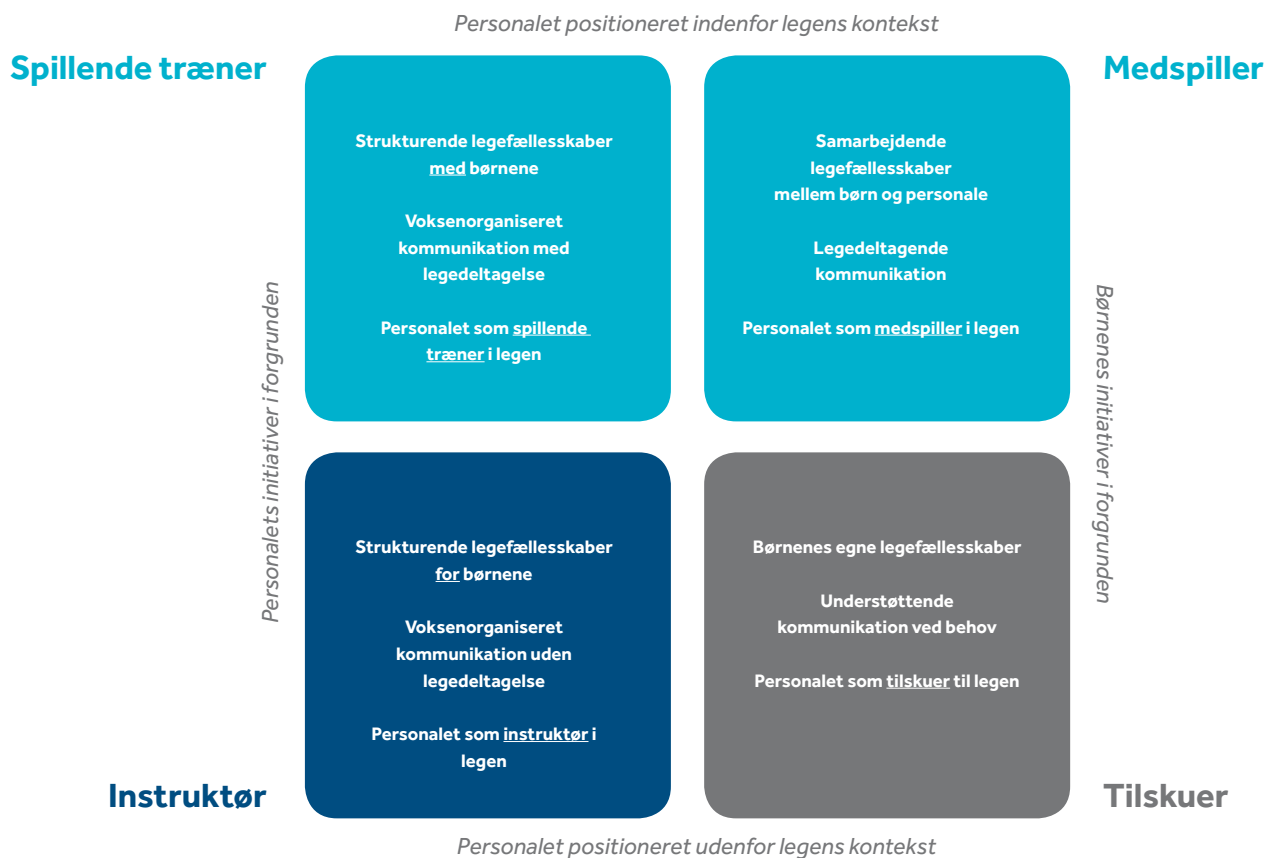 Personalet positioneret indenfor legens kontekst
Spillende træner
Medspiller
Strukturende legefællesskaber
med børnene
Voksenorganiseret
kommunikation med
legedeltagelse
Personalet som spillende
træner i legen
Samarbejdende
legefællesskaber
mellem børn og personale
Legedeltagende
kommunikation
Personalet som medspiller i legen
Personalets initiativer i forgrunden
Børnenes initiativer i forgrunden
Strukturende legefællesskaber
for børnene
Voksenorganiseret
kommunikation uden
legedeltagelse
Personalet som instruktør i
legen
Børnenes egne legefællesskaber
Understøttende
kommunikation ved behov
Personalet som tilskuer til legen
Instruktør
Tilskuer
Personalet positioneret udenfor legens kontekst